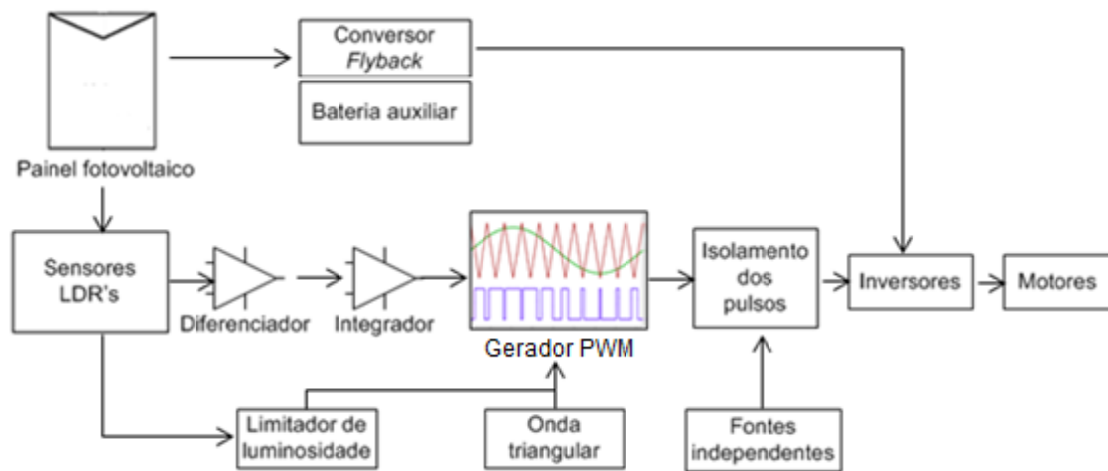 Conversor
Flyback
Bateria auxiliar
Painel fotovoltaico
Sensores
LDR's
Diferenciador
Integrador
Gerador PWM
Isolamento
dos
pulsos
Inversores
Motores
Limitador de
luminosidade
Onda
triangular
Fontes
independentes